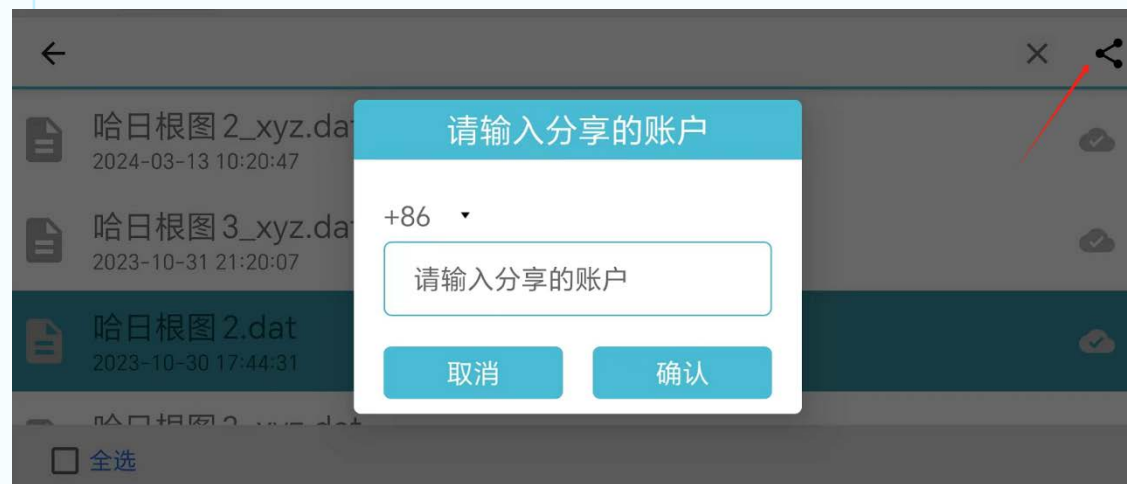 哈日根图2_xyz.dat
2024-03-13 10:20:47
哈日根图3_xyz.dat
2023-10-31 21:20:07
哈日根图2.dat
2023-10-30 17:44:31
全选
请输入分享的账户
+86
请输入分享的账户
取消
确认